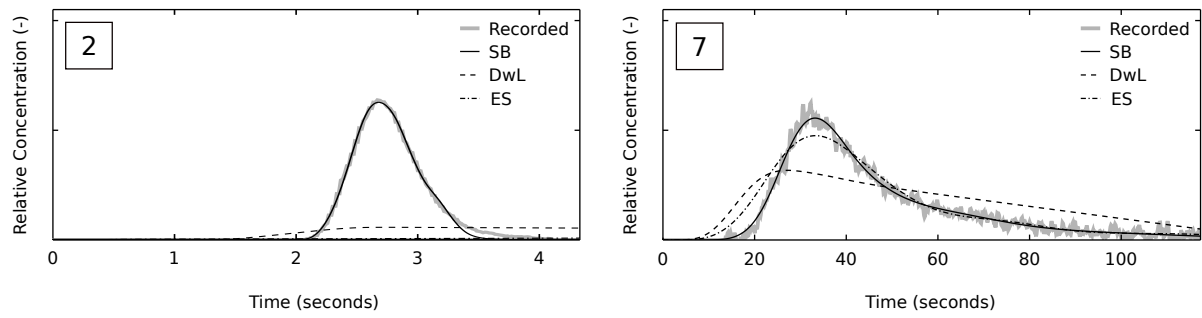 Relative Concentration (-)
2
Recorded
SB
DwL
ES
0 1 2 3 4
Time (seconds)
Relative Concentration (-)
7
Recorded
SB
DwL
ES
0 20 40 60 80 100
Time (seconds)